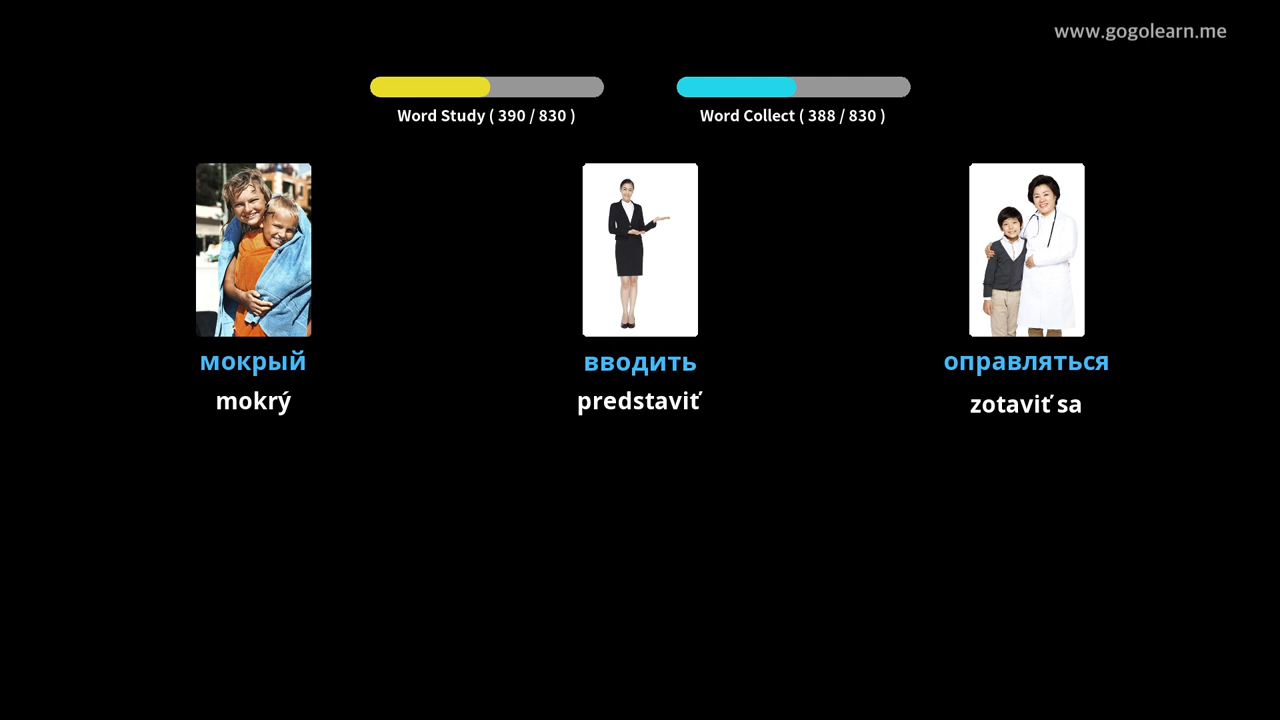 www.gogolearn.me
Word Study ( 390 / 830 )
Word Collect ( 388 / 830 )
мокрый
вводить
оправляться
mokrý
predstaviť
zotaviť sa